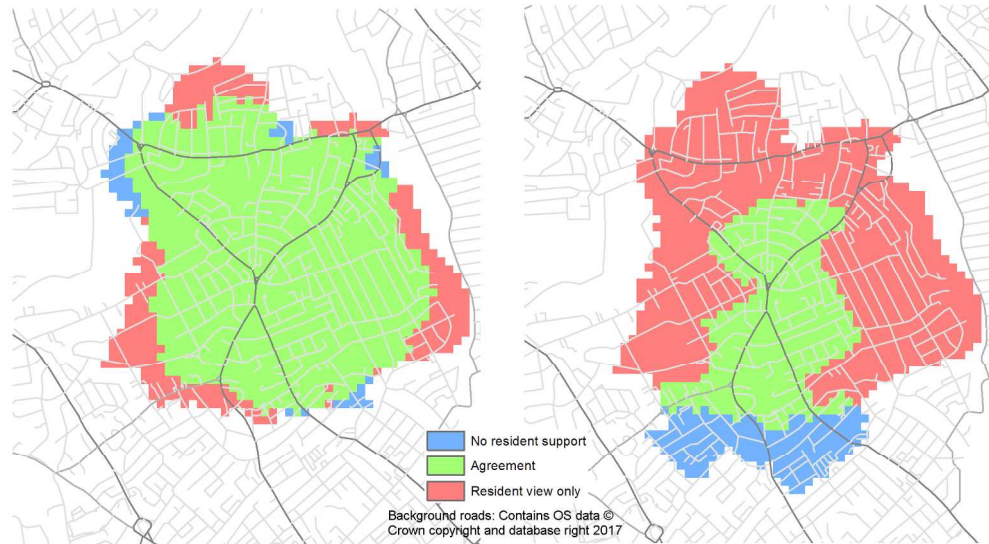 No resident support
Agreement
Resident view only
Background roads: Contains OS data ©
Crown copyright and database right 2017